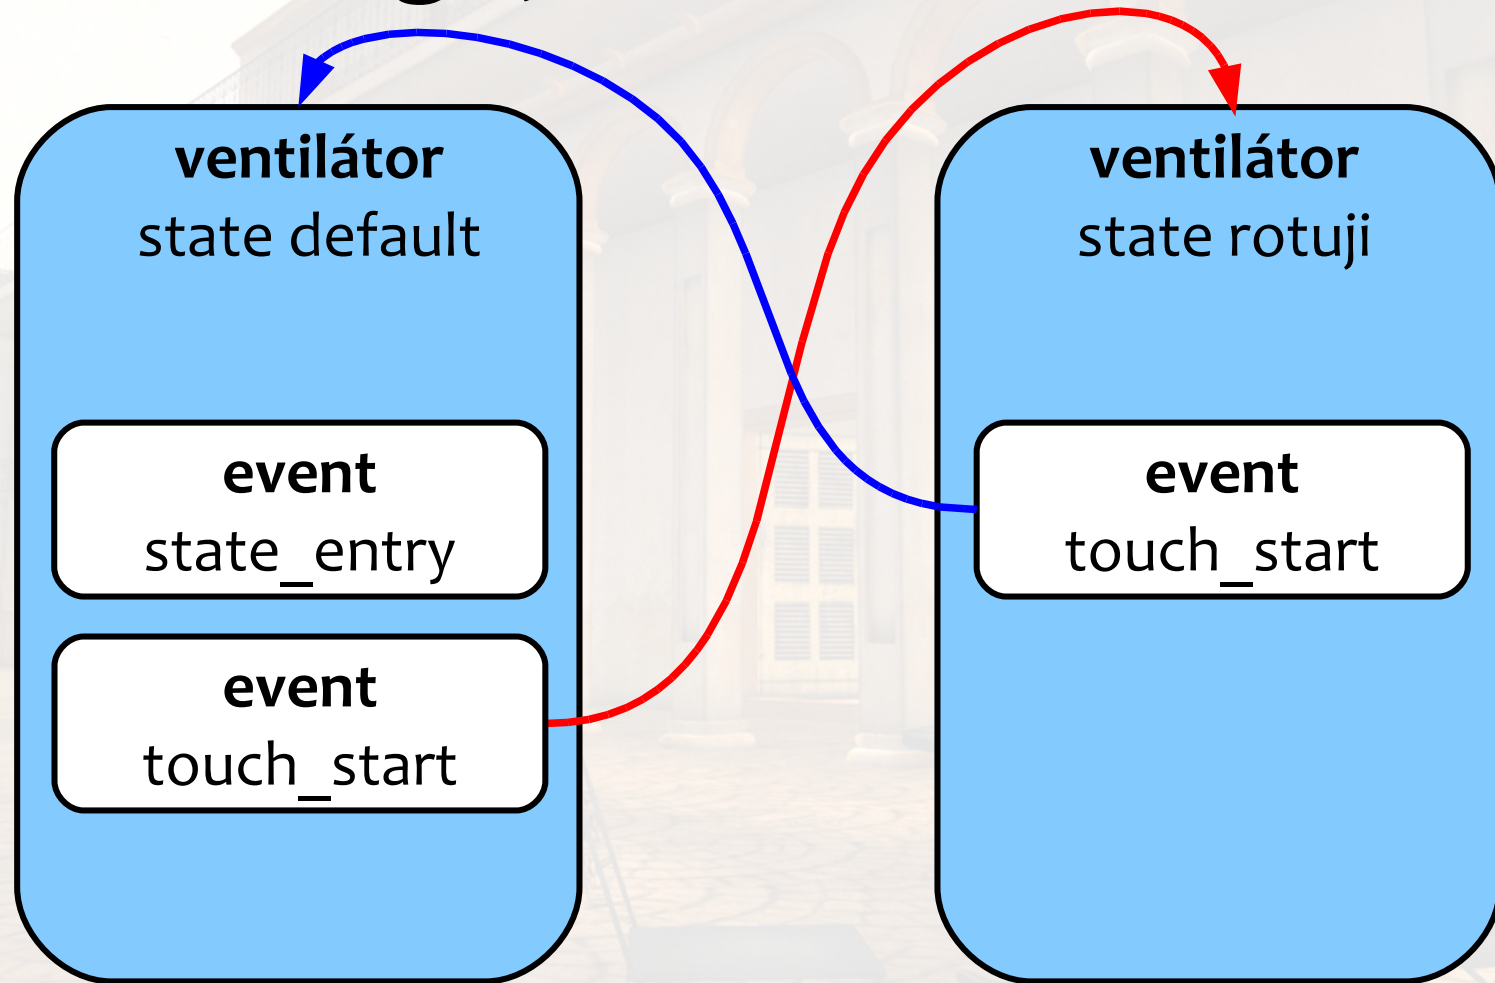 ventilátor
state default
event
state_entry
event
touch_start
ventilátor
state rotuji
event
touch_start